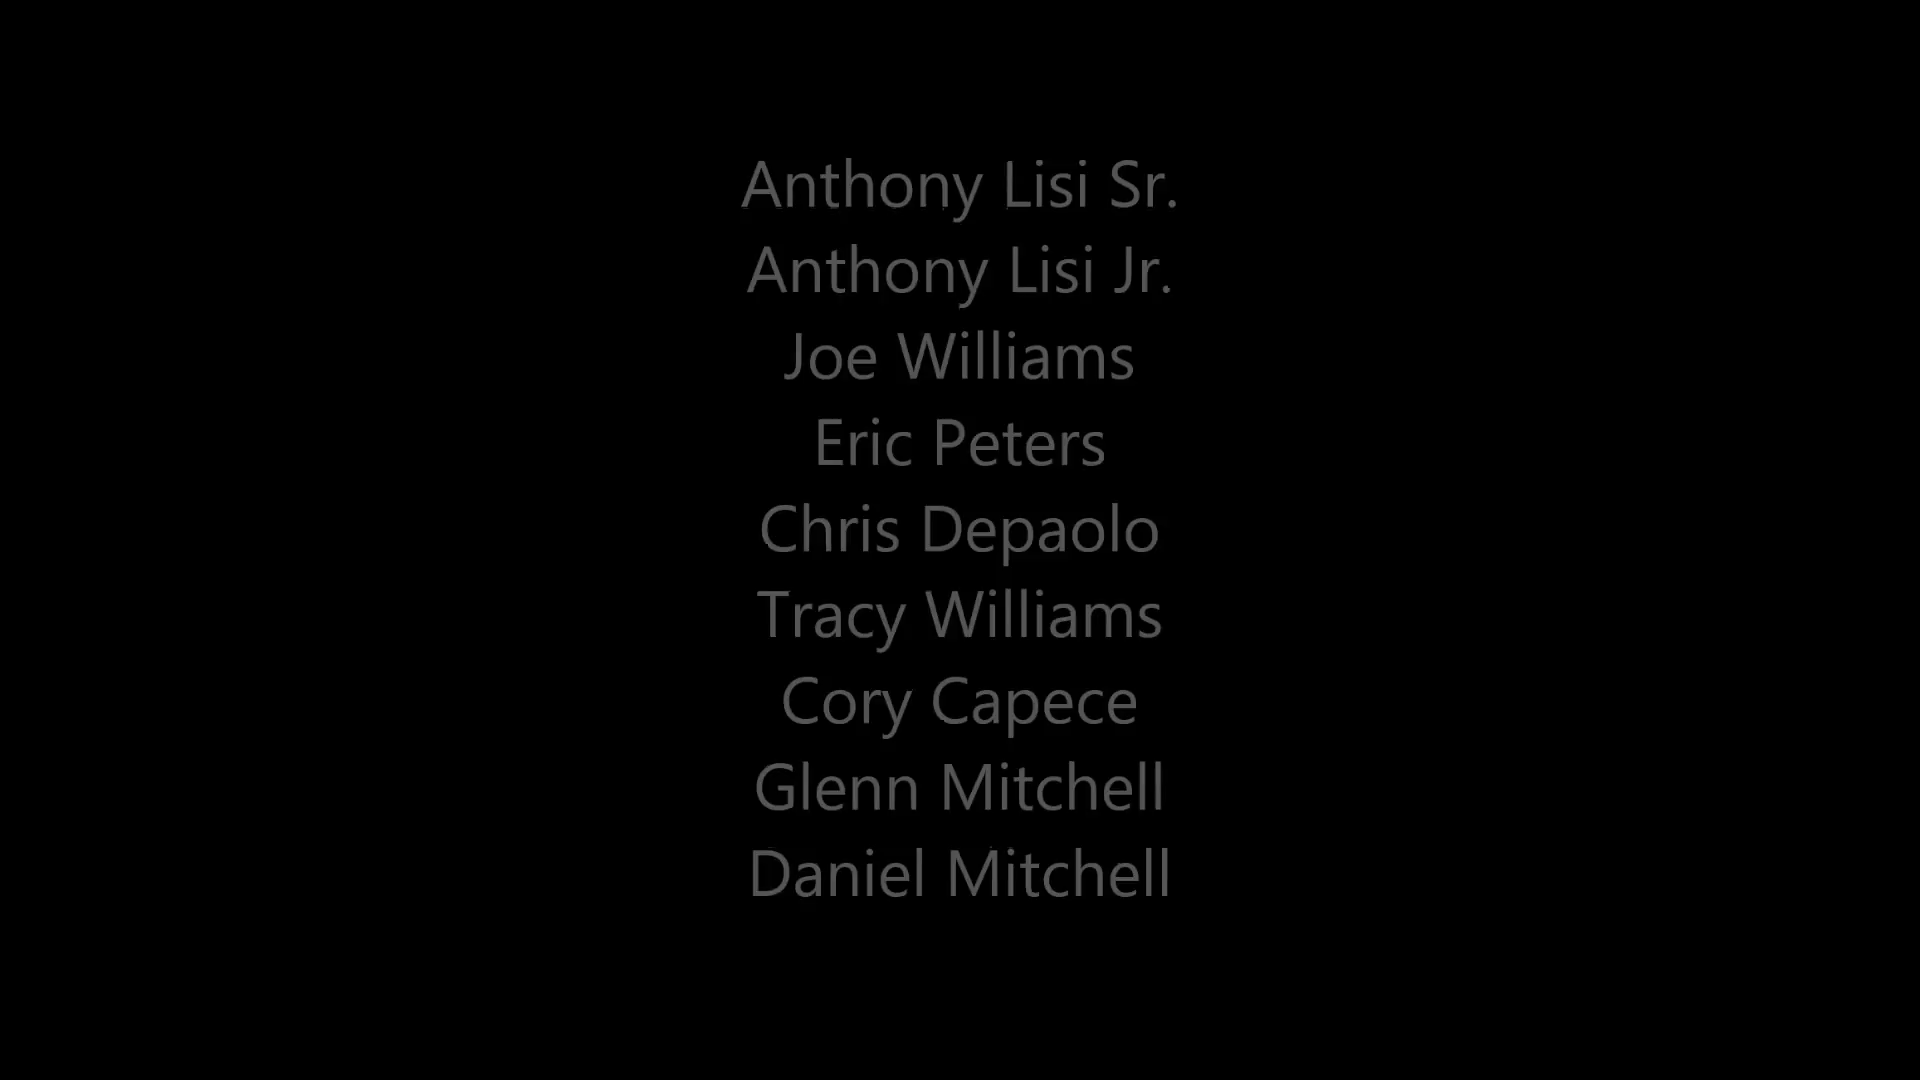 Anthony Lisi Sr.
Anthony Lisi Jr.
Joe Williams
Eric Peters
Chris Depaolo
Tracy Williams
Cory Capece
Glenn Mitchell
Daniel Mitchell